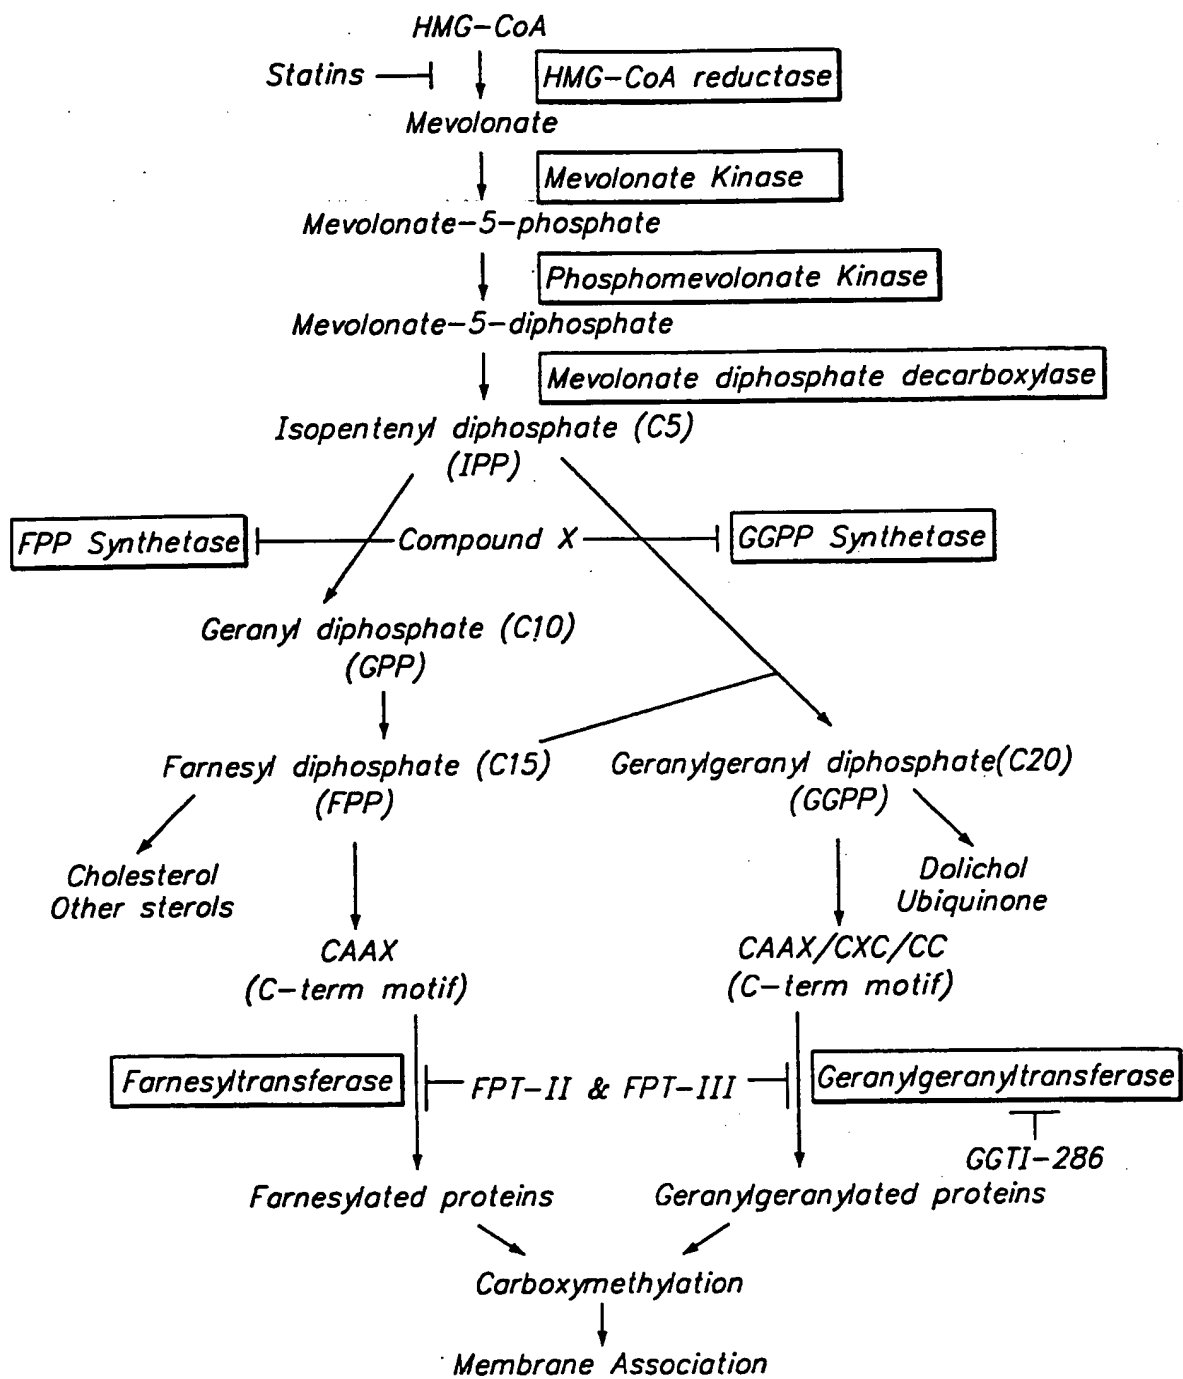 HMG-CoA
Statins
HMG-CoA reductase
Mevolonate
Mevolonate Kinase
Mevolonate-5-phosphate
Phosphomevolonate Kinase
Mevolonate-5-diphosphate
Mevolonate diphosphate decarboxylase
Isopentenyl diphosphate (C5)
(IPP)
FPP Synthetase
Compound X
GGPP Synthetase
Geranyl diphosphate (C10)
(GPP)
Farnesyl diphosphate (C15)
(FPP)
Geranylgeranyl diphosphate(C20)
(GGPP)
Cholesterol
Other sterols
Dolichol
Ubiquinone
CAAX
(C-term motif)
CAAX/CXC/CC
(C-term motif)
Farnesyltransferase
FPT-II & FPT-III
Geranylgeranyltransferase
GGTI-286
Farnesylated proteins
Geranylgeranylated proteins
Carboxymethylation
Membrane Association